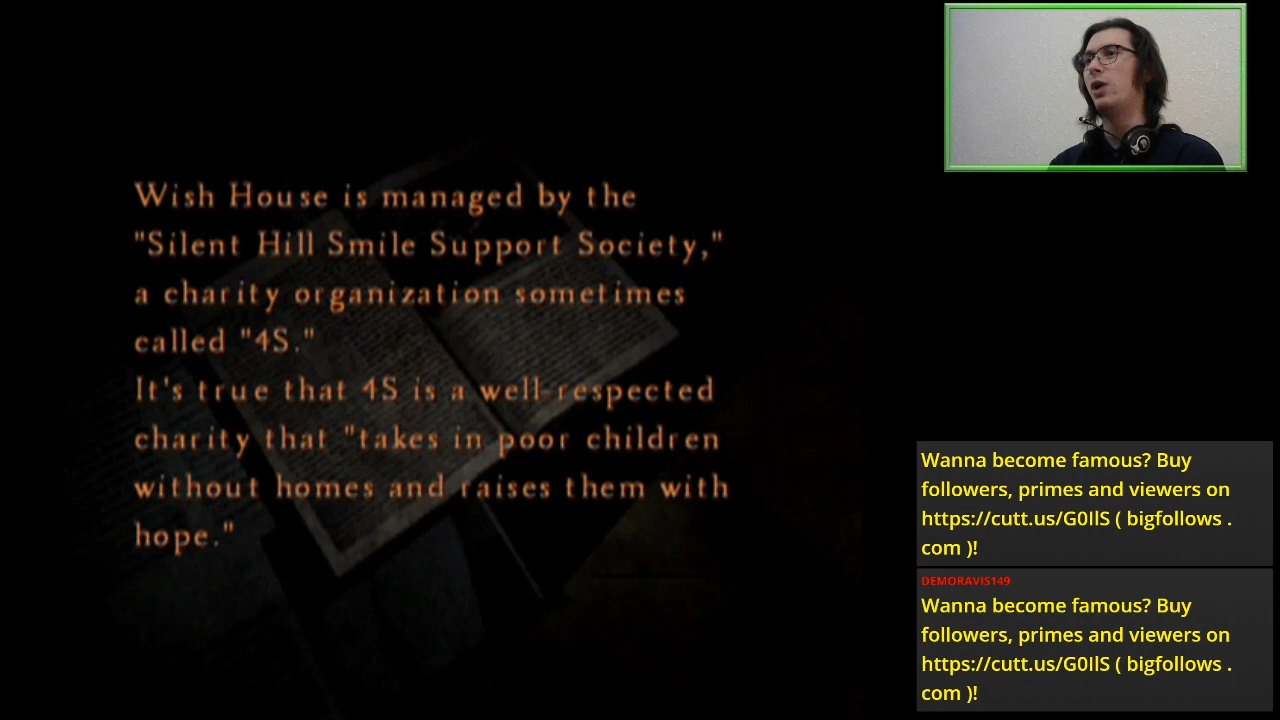 Wish House is managed by the
"Silent Hill Smile Support Society,"
a charity organization sometimes
called "4S."
It's true that 4S is a well-respected
charity that "takes in poor children
without homes and raises them with
hope."
Wanna become famous? Buy
followers, primes and viewers on
https://cutt.us/G0IlS ( bigfollows .
com )!
DEMORAVIS149
Wanna become famous? Buy
followers, primes and viewers on
https://cutt.us/G0IlS ( bigfollows .
com )!